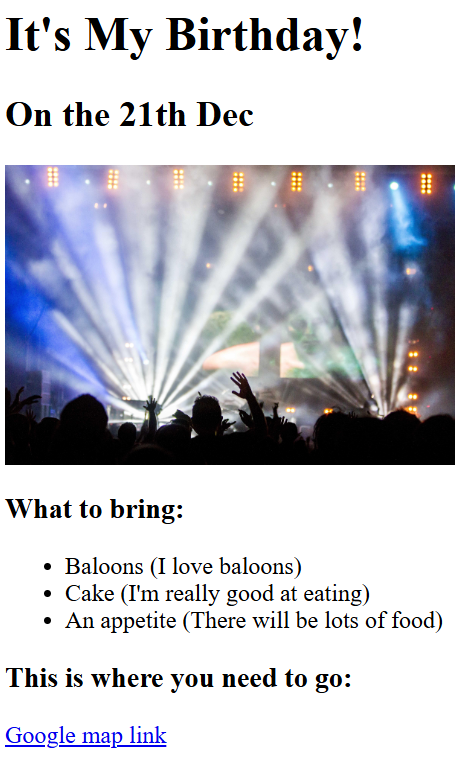 It's My Birthday!
On the 21th Dec
What to bring:
Baloons (I love baloons)
Cake (I'm really good at eating)
An appetite (There will be lots of food)
This is where you need to go:
Google map link